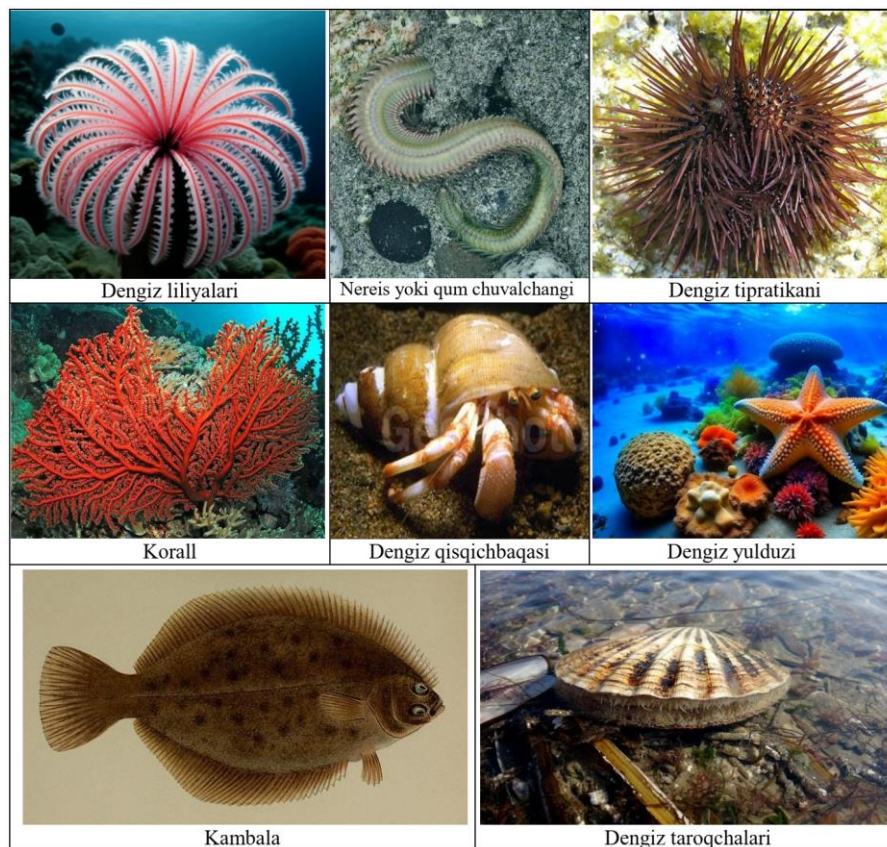 Dengiz liliyalari
Nereis yoki qum chuvalchangi
Dengiz tipratikani
Korall
Dengiz qisqichbaqasi
Dengiz yulduzi
Kambala
Dengiz taroqchalari